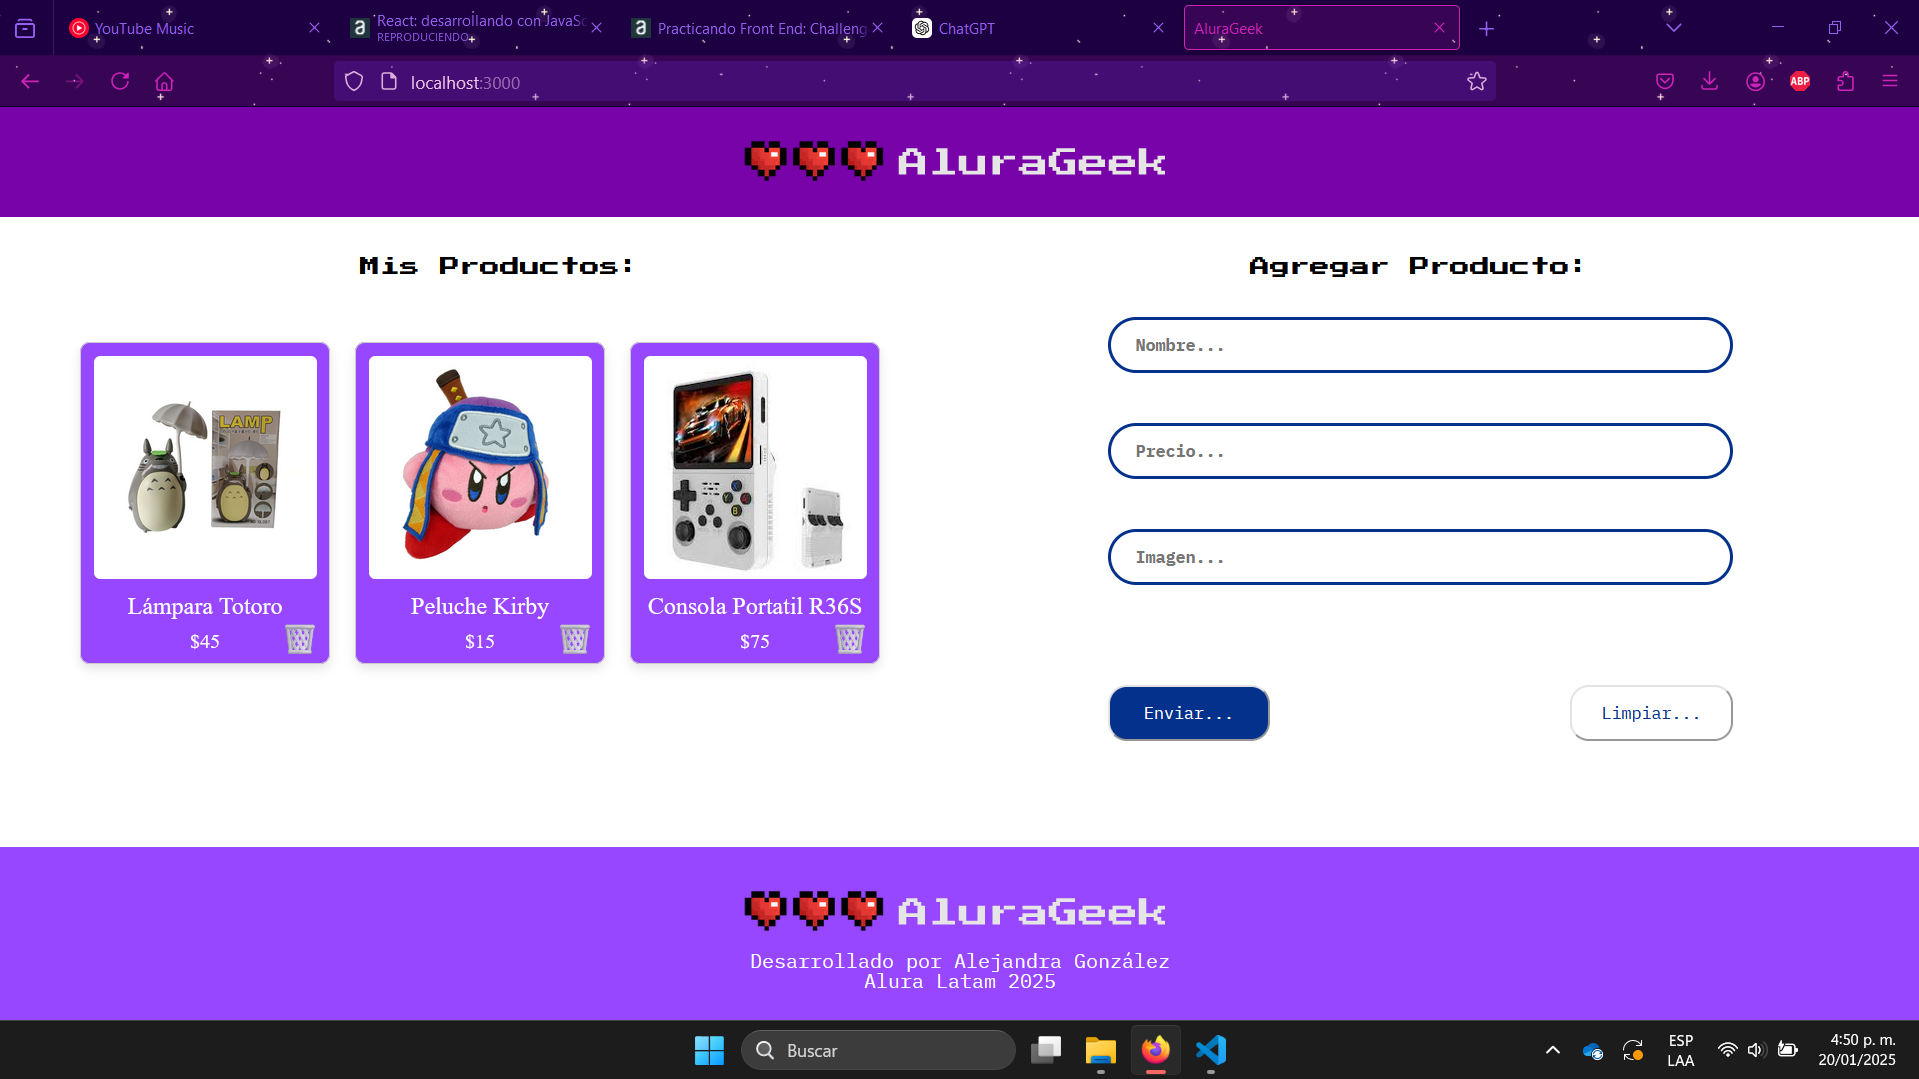 YouTube Music
React: desarrollando con JavaSc
REPRODUCIENDO
Practicando Front End: Challeng
ChatGPT
AluraGeek
localhost:3000
ABP
AluraGeek
Mis Productos:
Agregar Producto:
Nombre...
Precio...
Imagen...
LAMP
Lámpara Totoro
$45
Peluche Kirby
$15
Consola Portatil R36S
$75
Enviar...
Limpiar...
AluraGeek
Desarrollado por Alejandra González
Alura Latam 2025
Buscar
ESP
LAA
4:50 p. m.
20/01/2025